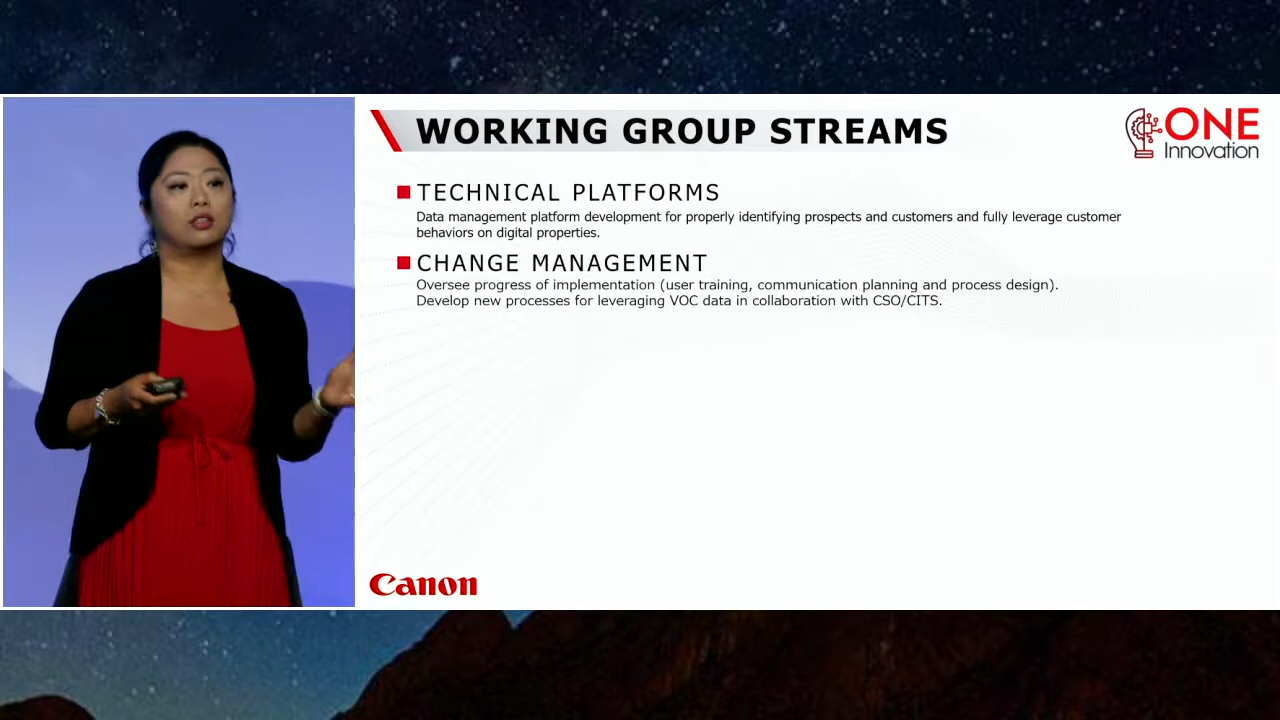 WORKING GROUP STREAMS
ONE
Innovation
TECHNICAL PLATFORMS
Data management platform development for properly identifying prospects and customers and fully leverage customer
behaviors on digital properties.
CHANGE MANAGEMENT
Oversee progress of implementation (user training, communication planning and process design).
Develop new processes for leveraging VOC data in collaboration with CSO/CITS.
Canon